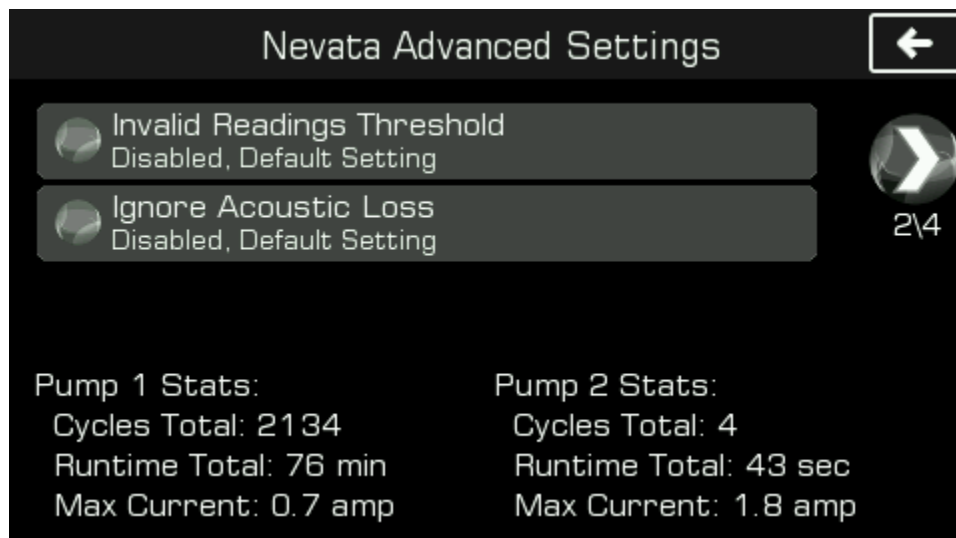 Nevata Advanced Settings
Invalid Readings Threshold
Disabled, Default Setting
Ignore Acoustic Loss
Disabled, Default Setting
2\4
Pump 1 Stats:
Cycles Total: 2134
Runtime Total: 76 min
Max Current: 0.7 amp
Pump 2 Stats:
Cycles Total: 4
Runtime Total: 43 sec
Max Current: 1.8 amp